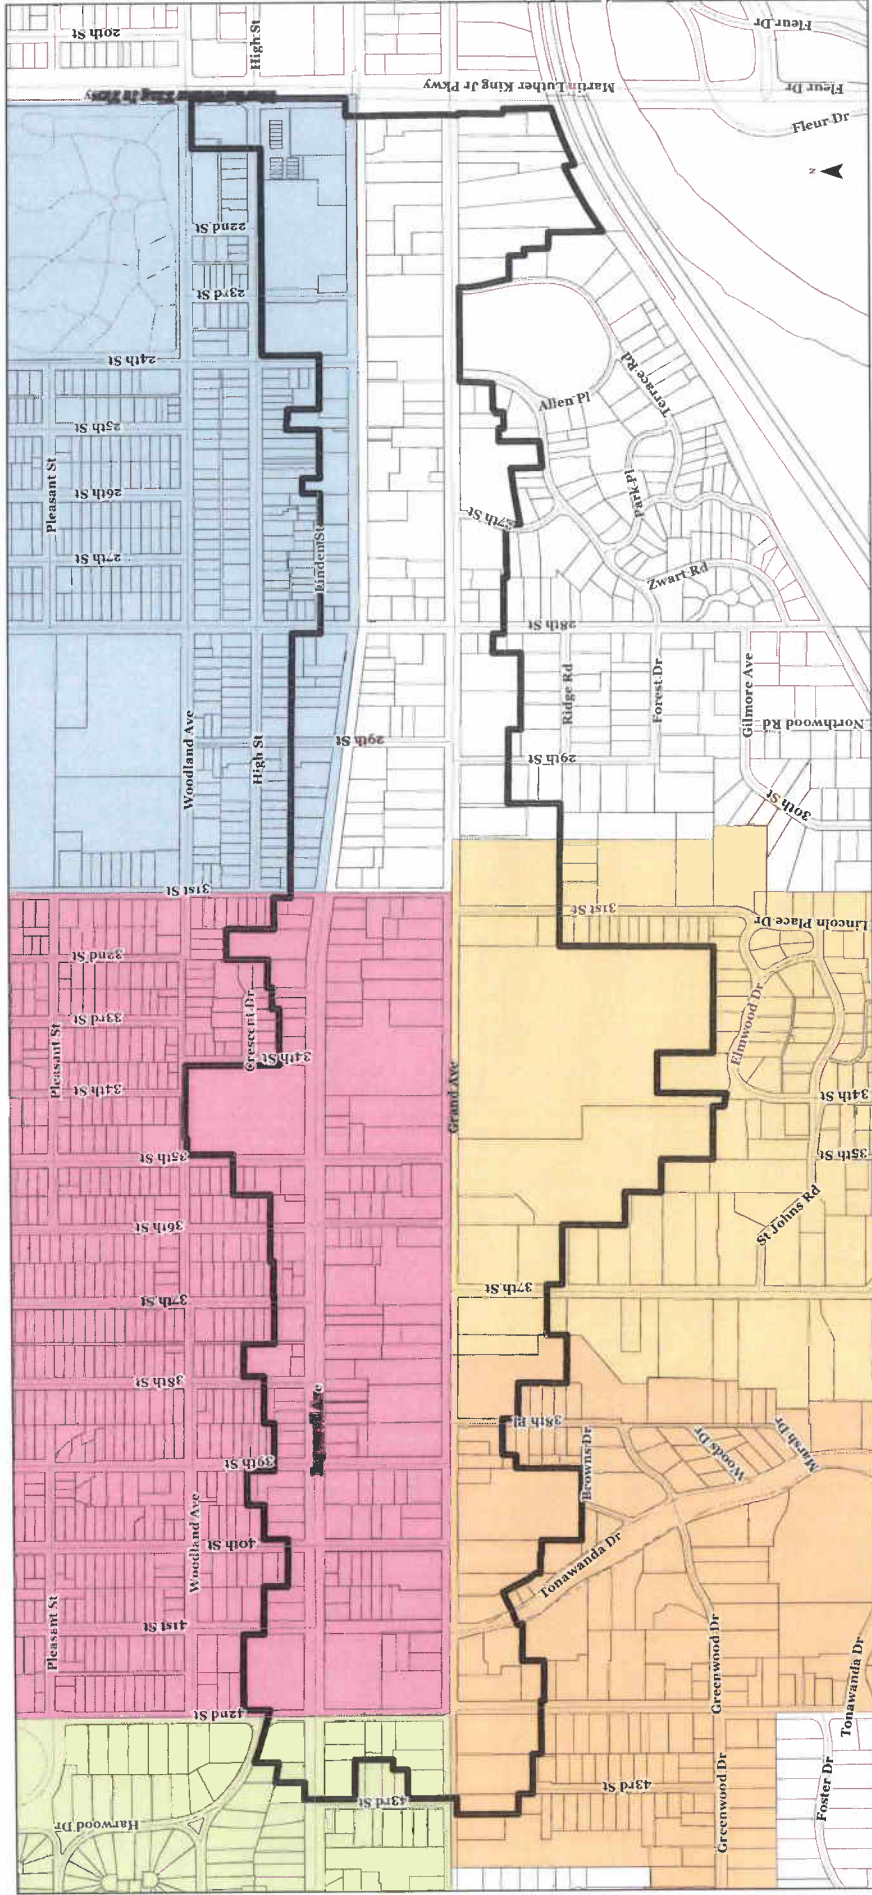 20th St
High St
Fleur Dr
Martin Luther King Jr Pkwy
Fleur Dr
Fleur Dr
N
22nd St
23rd St
24th St
Pleasant St
25th St
26th St
27th St
Linden St
Allen Pl
Terrace Rd
Park Pl
27th St
Zwart Rd
28th St
Woodland Ave
High St
29th St
Ridge Rd
Forest Dr
Gilmore Ave
Northwood Rd
29th St
30th St
31st St
31st St
Lincoln Place Dr
32nd St
33rd St
Pleasant St
Crescent Dr
34th St
34th St
Elmwood Dr
Grand Ave
34th St
35th St
35th St
St Johns Rd
36th St
37th St
37th St
38th St
38th Pl
39th St
Browns Dr
Woods Dr
Marsh Dr
Woodland Ave
40th St
Tonawanda Dr
Pleasant St
41st St
Greenwood Dr
Tonawanda Dr
42nd St
43rd St
43rd St
Harwood Dr
Greenwood Dr
Foster Dr